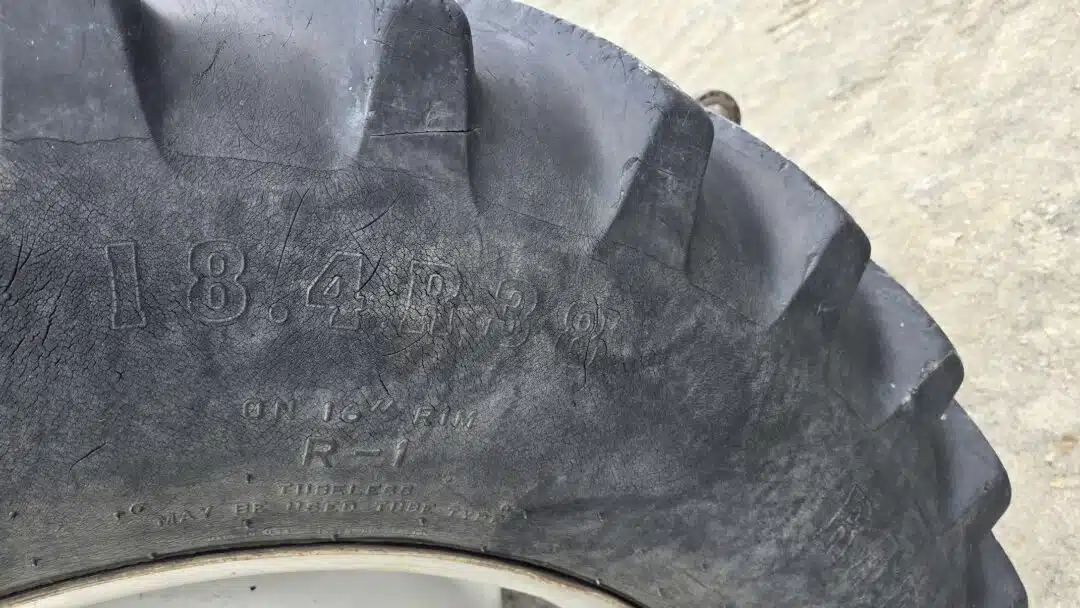 18.4R38
ON 16" RIM
R-1
TUBELESS
MAY BE USED TUBE TYPE